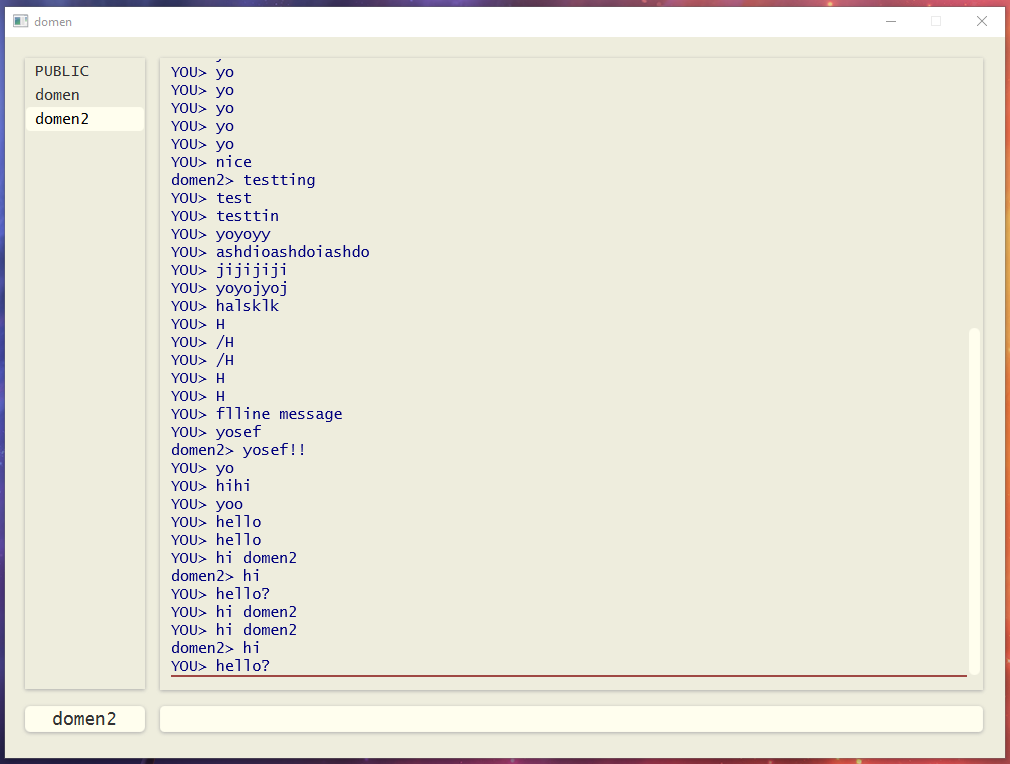 domen
PUBLIC
domen
domen2
YOU> yo
YOU> yo
YOU> yo
YOU> yo
YOU> yo
YOU> nice
domen2> testting
YOU> test
YOU> testtin
YOU> yoyoyy
YOU> ashdioashdoiashdo
YOU> jijijiji
YOU> yoyojyoj
YOU> halsklk
YOU> H
YOU> /H
YOU> /H
YOU> H
YOU> H
YOU> flline message
YOU> yosef
domen2> yosef!!
YOU> yo
YOU> hihi
YOU> yoo
YOU> hello
YOU> hello
YOU> hi domen2
domen2> hi
YOU> hello?
YOU> hi domen2
YOU> hi domen2
domen2> hi
YOU> hello?
domen2